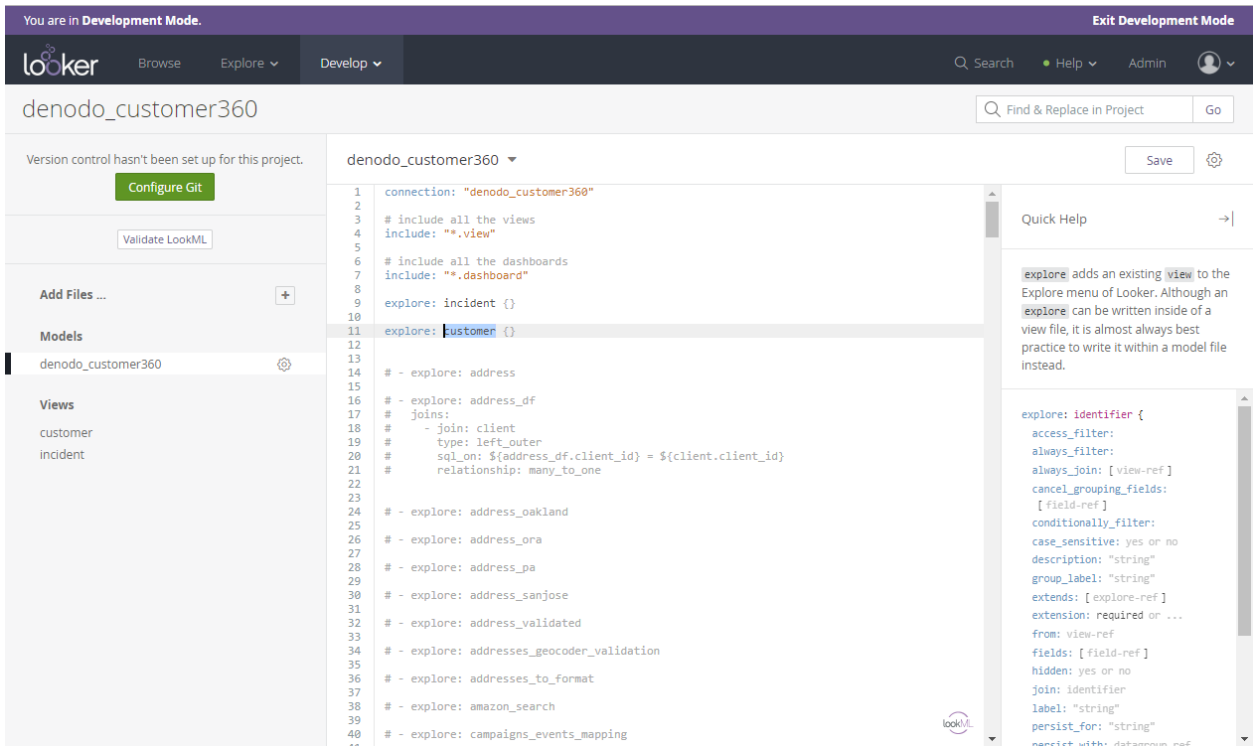 You are in Development Mode.
Exit Development Mode
looker
Browse
Explore
Develop
Search
Help
Admin
denodo_customer360
Find & Replace in Project
Go
Version control hasn't been set up for this project.
Configure Git
Validate LookML
Add Files ...
+
Models
denodo_customer360
Views
customer
incident
denodo_customer360
Save
1 connection: "denodo_customer360"
2
3 # include all the views
4 include: "*.view"
5
6 # include all the dashboards
7 include: "*.dashboard"
8
9 explore: incident {}
10
11 explore: customer {}
12
13
14 # - explore: address
15
16 # - explore: address_df
17 #   joins:
18 #     - join: client
19 #       type: left_outer
20 #       sql_on: ${address_df.client_id} = ${client.client_id}
21 #       relationship: many_to_one
22
23
24 # - explore: address_oakland
25
26 # - explore: address_ora
27
28 # - explore: address_pa
29
30 # - explore: address_sanjose
31
32 # - explore: address_validated
33
34 # - explore: addresses_geocoder_validation
35
36 # - explore: addresses_to_format
37
38 # - explore: amazon_search
39
40 # - explore: campaigns_events_mapping
lookML
Quick Help
explore adds an existing view to the
Explore menu of Looker. Although an
explore can be written inside of a
view file, it is almost always best
practice to write it within a model file
instead.
explore: identifier {
access_filter:
always_filter:
always_join: [view-ref]
cancel_grouping_fields:
[field-ref]
conditionally_filter:
case_sensitive: yes or no
description: "string"
group_label: "string"
extends: [explore-ref]
extension: required or ...
from: view-ref
fields: [field-ref]
hidden: yes or no
join: identifier
label: "string"
persist_for: "string"
persist_with: datagroup-ref